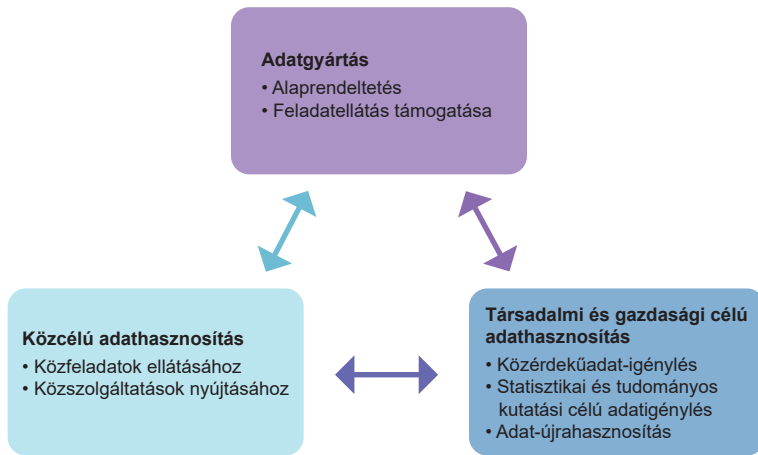 Adatgyártás
• Alaprendeltetés
• Feladatellátás támogatása
Közcélú adathasznosítás
• Közfeladatok ellátásához
• Közszolgáltatások nyújtásához
Társadalmi és gazdasági célú
adathasznosítás
• Közérdekűadat-igénylés
• Statisztikai és tudományos
kutatási célú adatigénylés
• Adat-újrahasznosítás